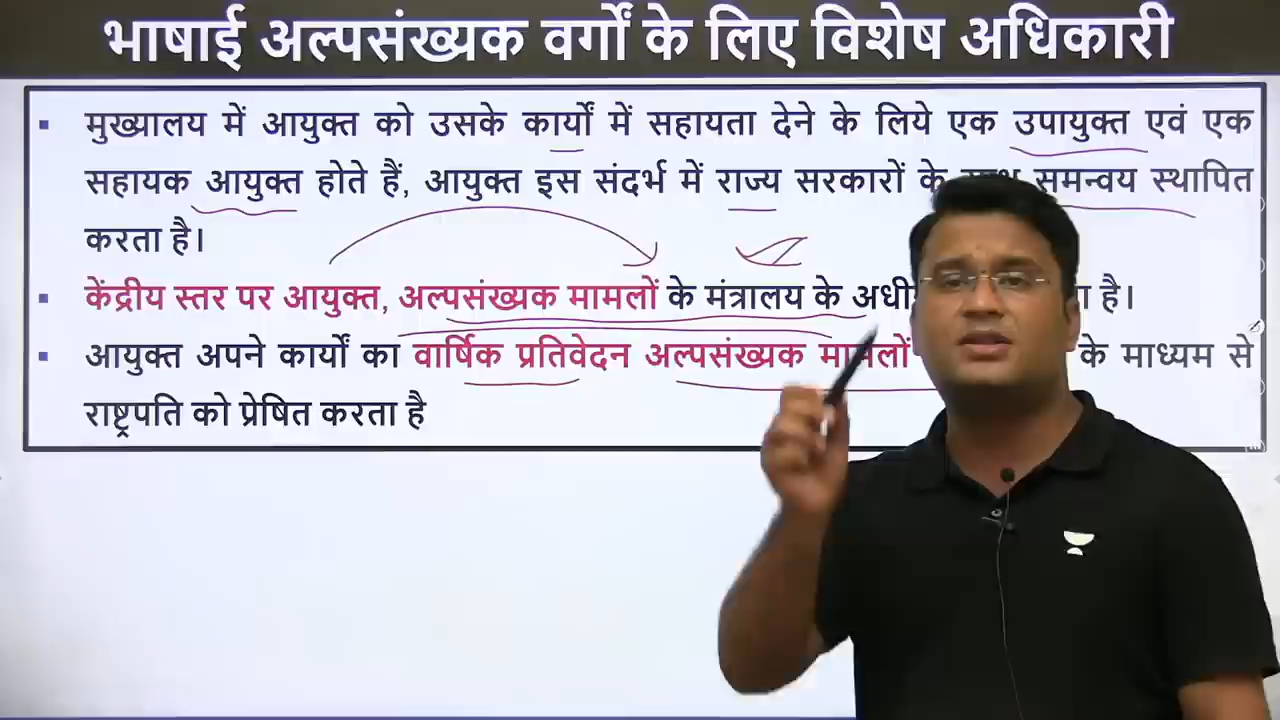 भाषाई अल्पसंख्यक वर्गों के लिए विशेष अधिकारी
मुख्यालय में आयुक्त को उसके कार्यों में सहायता देने के लिये एक उपायुक्त एवं एक
सहायक आयुक्त होते हैं, आयुक्त इस संदर्भ में राज्य सरकारों के समन्वय स्थापित
करता है।
केंद्रीय स्तर पर आयुक्त, अल्पसंख्यक मामलों के मंत्रालय के है।
आयुक्त अपने कार्यों का वार्षिक प्रतिवेदन अल्पसंख्यक मामलों के माध्यम से
राष्ट्रपति को प्रेषित करता है